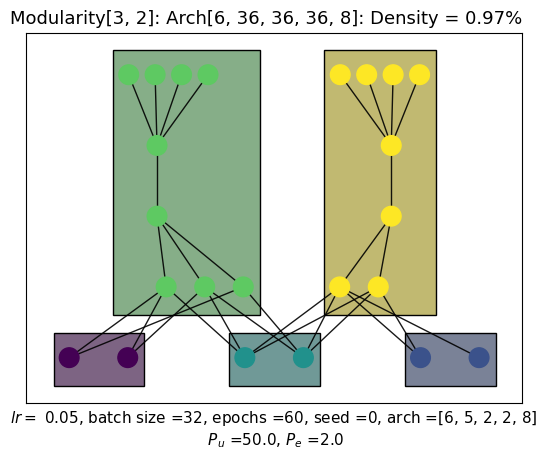 Modularity[3, 2]: Arch[6, 36, 36, 36, 8]: Density = 0.97%
lr = 0.05, batch size =32, epochs =60, seed =0, arch =[6, 5, 2, 2, 8]
P_u =50.0, P_e =2.0